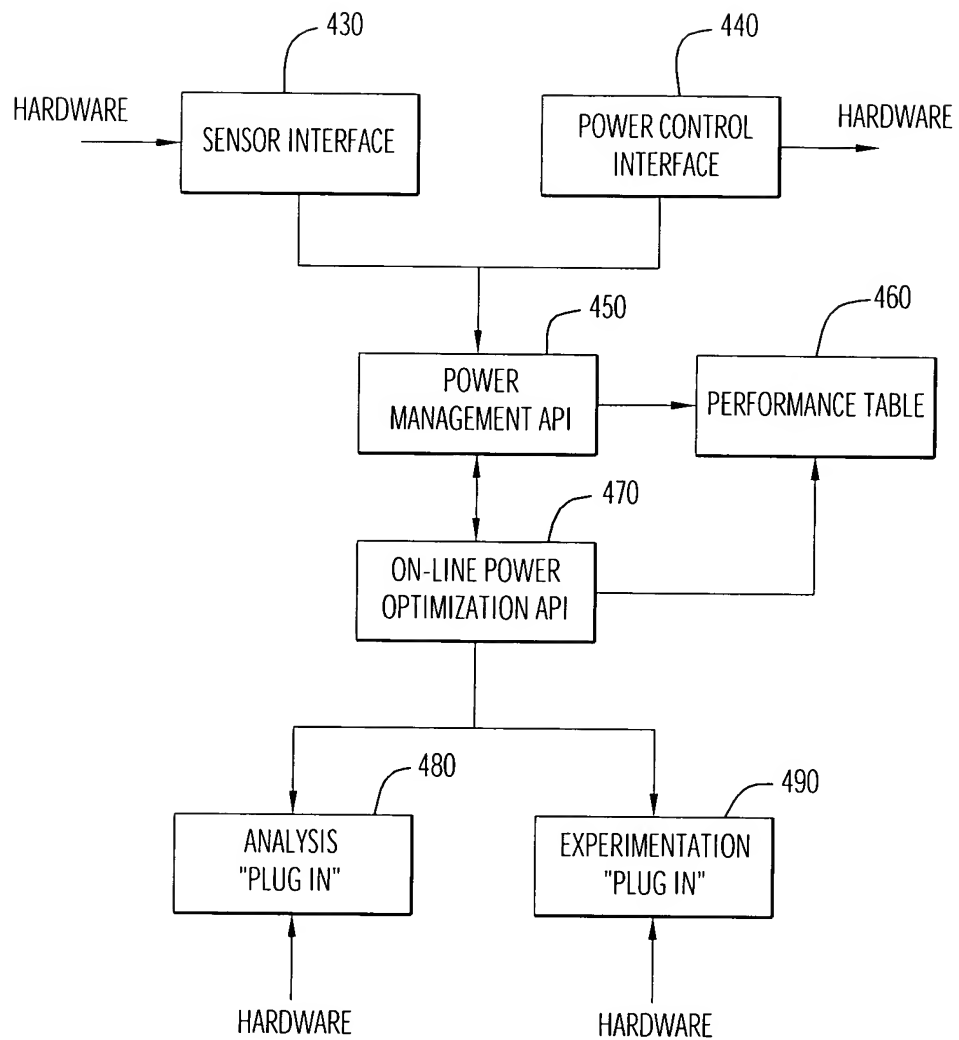 430
440
HARDWARE
SENSOR INTERFACE
POWER CONTROL
INTERFACE
HARDWARE
450
460
POWER
MANAGEMENT API
PERFORMANCE TABLE
470
ON-LINE POWER
OPTIMIZATION API
480
490
ANALYSIS
"PLUG IN"
EXPERIMENTATION
"PLUG IN"
HARDWARE
HARDWARE